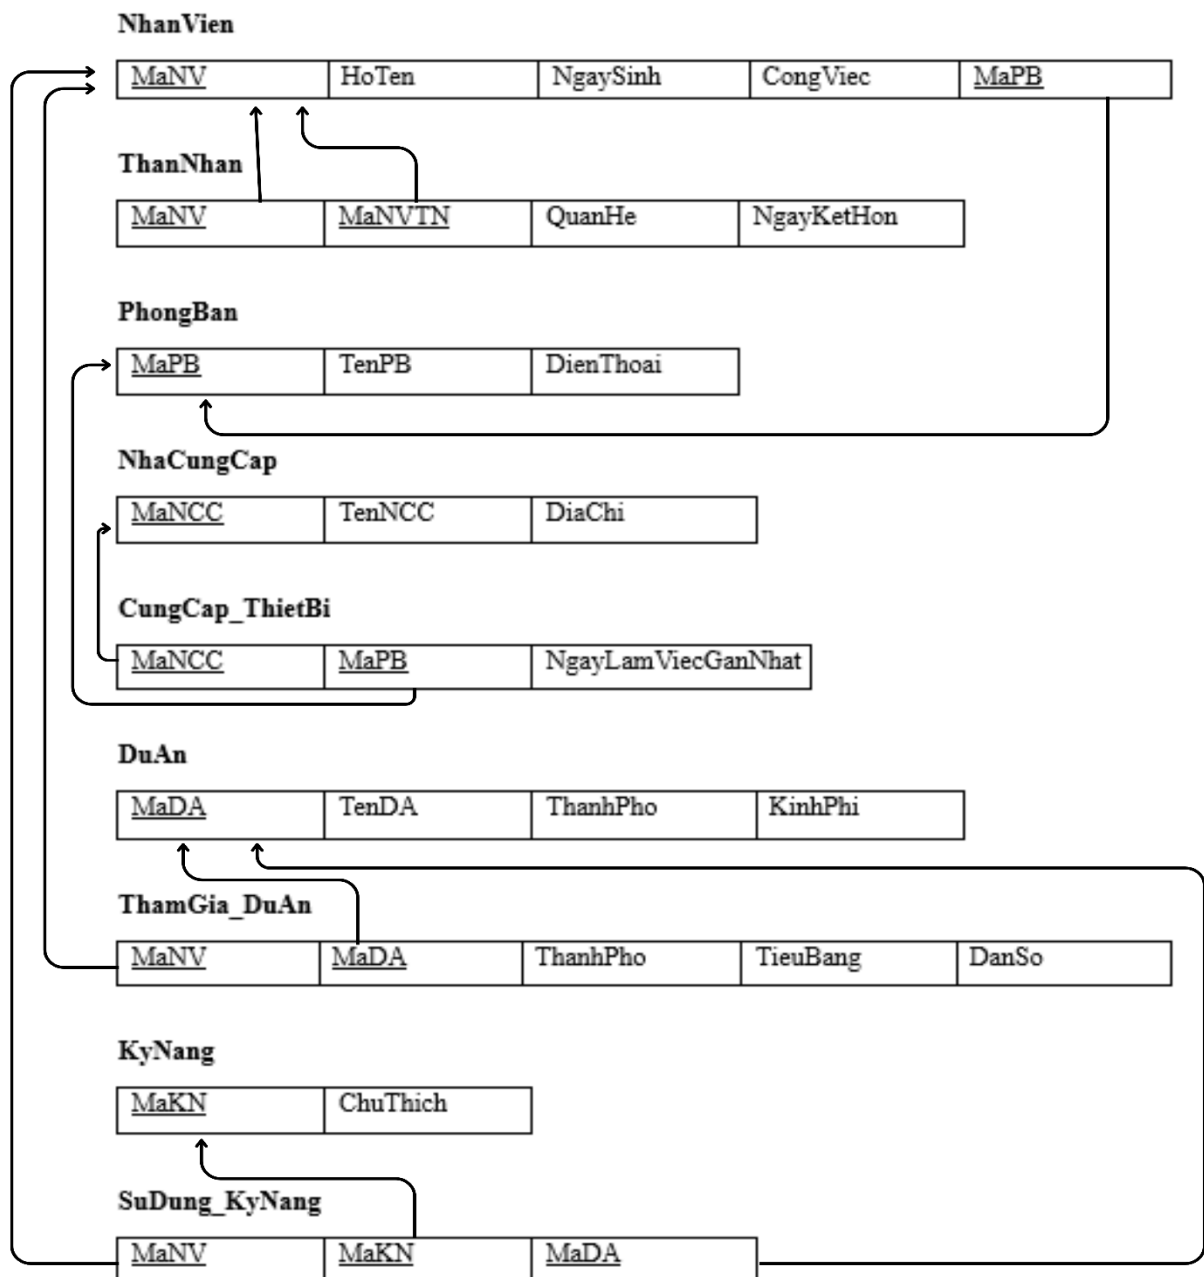 NhanVien
MaNV HoTen NgaySinh CongViec MaPB
ThanNhan
MaNV MaNVTN QuanHe NgayKetHon
PhongBan
MaPB TenPB DienThoai
NhaCungCap
MaNCC TenNCC DiaChi
CungCap_ThietBi
MaNCC MaPB NgayLamViecGanNhat
DuAn
MaDA TenDA ThanhPho KinhPhi
ThamGia_DuAn
MaNV MaDA ThanhPho TieuBang DanSo
KyNang
MaKN ChuThich
SuDung_KyNang
MaNV MaKN MaDA